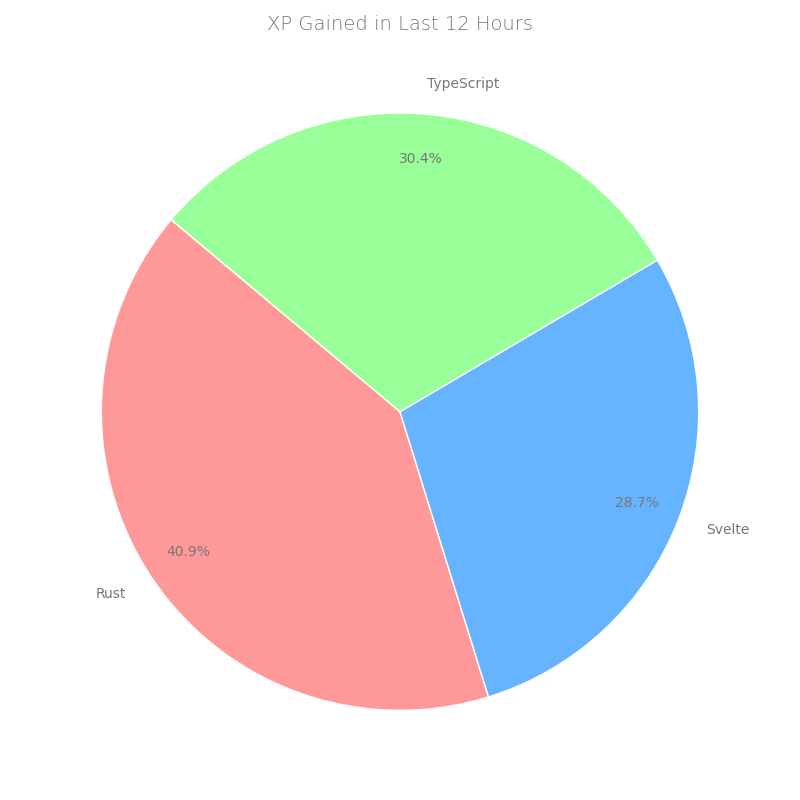 XP Gained in Last 12 Hours
TypeScript
30.4%
28.7%
Svelte
40.9%
Rust